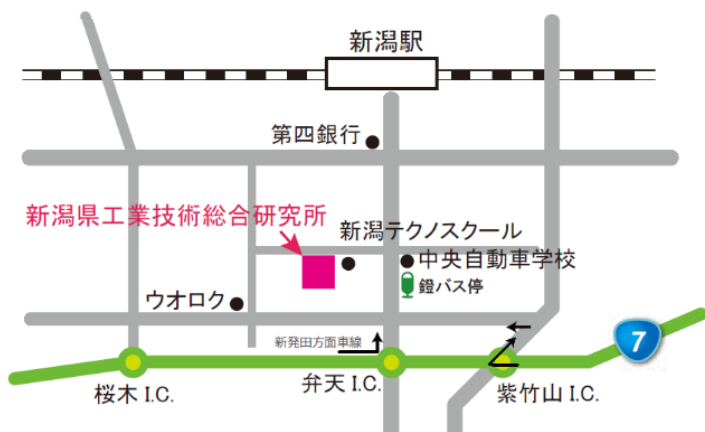 新潟駅
第四銀行
新潟県工業技術総合研究所
新潟テクノスクール
中央自動車学校
鐙バス停
ウオロク
新発田方面車線
7
桜木 I.C.
弁天 I.C.
紫竹山 I.C.